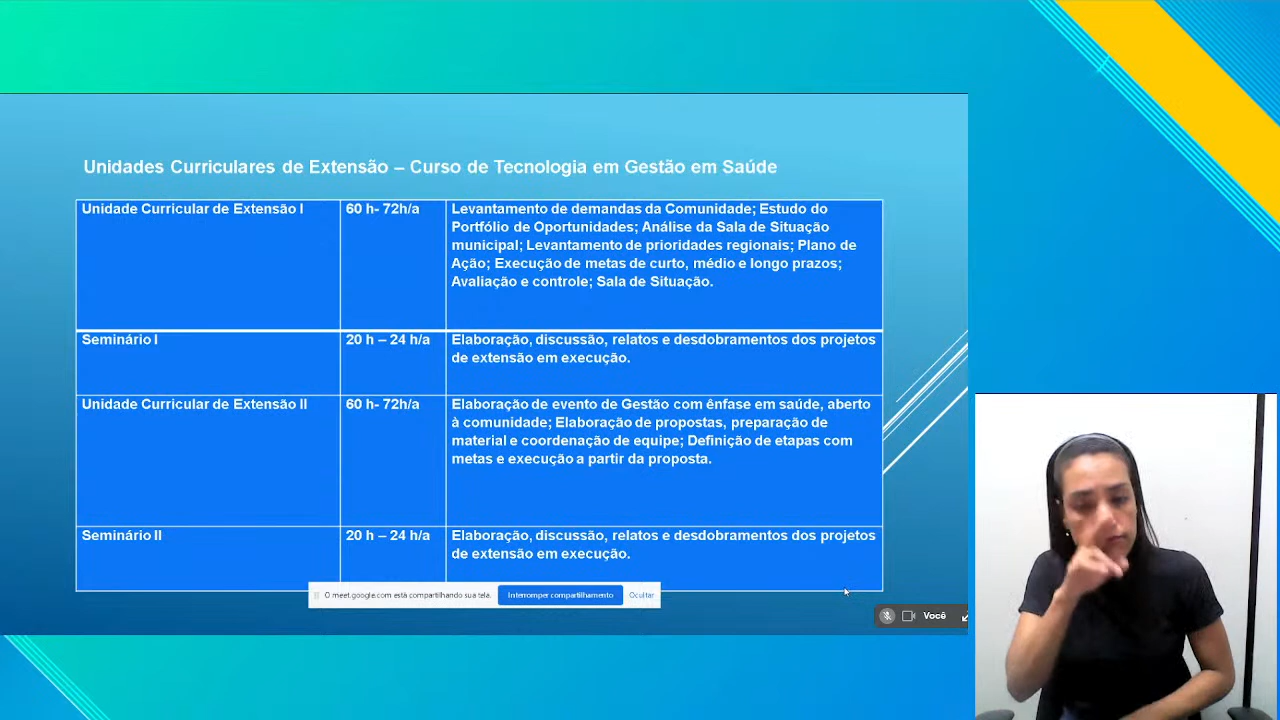 Unidades Curriculares de Extensão – Curso de Tecnologia em Gestão em Saúde
Unidade Curricular de Extensão I
60 h- 72h/a
Levantamento de demandas da Comunidade; Estudo do
Portfólio de Oportunidades; Análise da Sala de Situação
municipal; Levantamento de prioridades regionais; Plano de
Ação; Execução de metas de curto, médio e longo prazos;
Avaliação e controle; Sala de Situação.
Seminário I
20 h – 24 h/a
Elaboração, discussão, relatos e desdobramentos dos projetos
de extensão em execução.
Unidade Curricular de Extensão II
60 h- 72h/a
Elaboração de evento de Gestão com ênfase em saúde, aberto
à comunidade; Elaboração de propostas, preparação de
material e coordenação de equipe; Definição de etapas com
metas e execução a partir da proposta.
Seminário II
20 h – 24 h/a
Elaboração, discussão, relatos e desdobramentos dos projetos
de extensão em execução.
O meet.google.com está compartilhando sua tela. Interromper compartilhamento Ocultar
Você